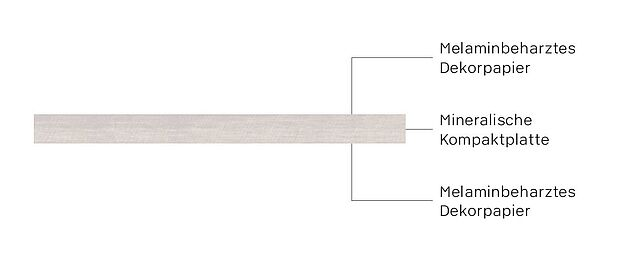 Melaminbeharztes
Dekorpapier
Mineralische
Kompaktplatte
Melaminbeharztes
Dekorpapier